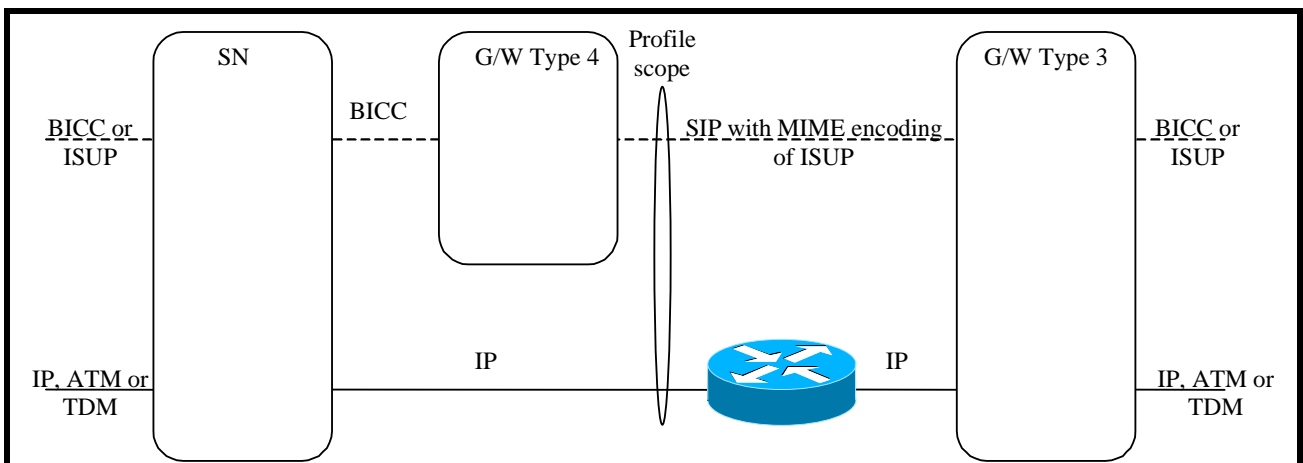 SN
G/W Type 4
Profile
scope
G/W Type 3
BICC or
ISUP
BICC
SIP with MIME encoding
of ISUP
BICC or
ISUP
IP, ATM or
TDM
IP
IP
IP, ATM or
TDM